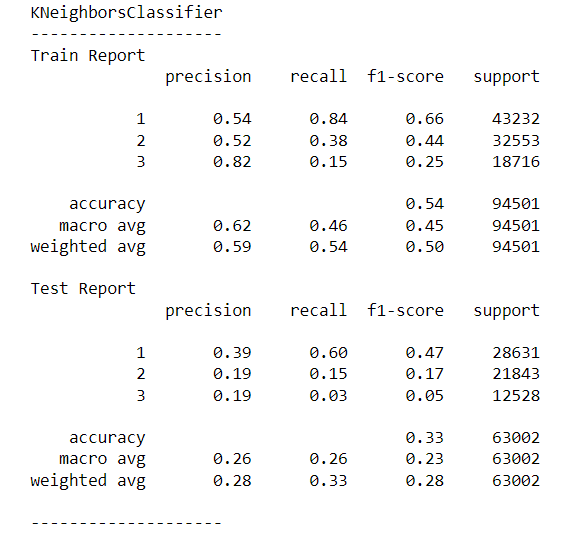 KNeighborsClassifier
--------------------
Train Report
precision recall f1-score support
1 0.54 0.84 0.66 43232
2 0.52 0.38 0.44 32553
3 0.82 0.15 0.25 18716
accuracy 0.54 94501
macro avg 0.62 0.46 0.45 94501
weighted avg 0.59 0.54 0.50 94501
Test Report
precision recall f1-score support
1 0.39 0.60 0.47 28631
2 0.19 0.15 0.17 21843
3 0.19 0.03 0.05 12528
accuracy 0.33 63002
macro avg 0.26 0.26 0.23 63002
weighted avg 0.28 0.33 0.28 63002
--------------------